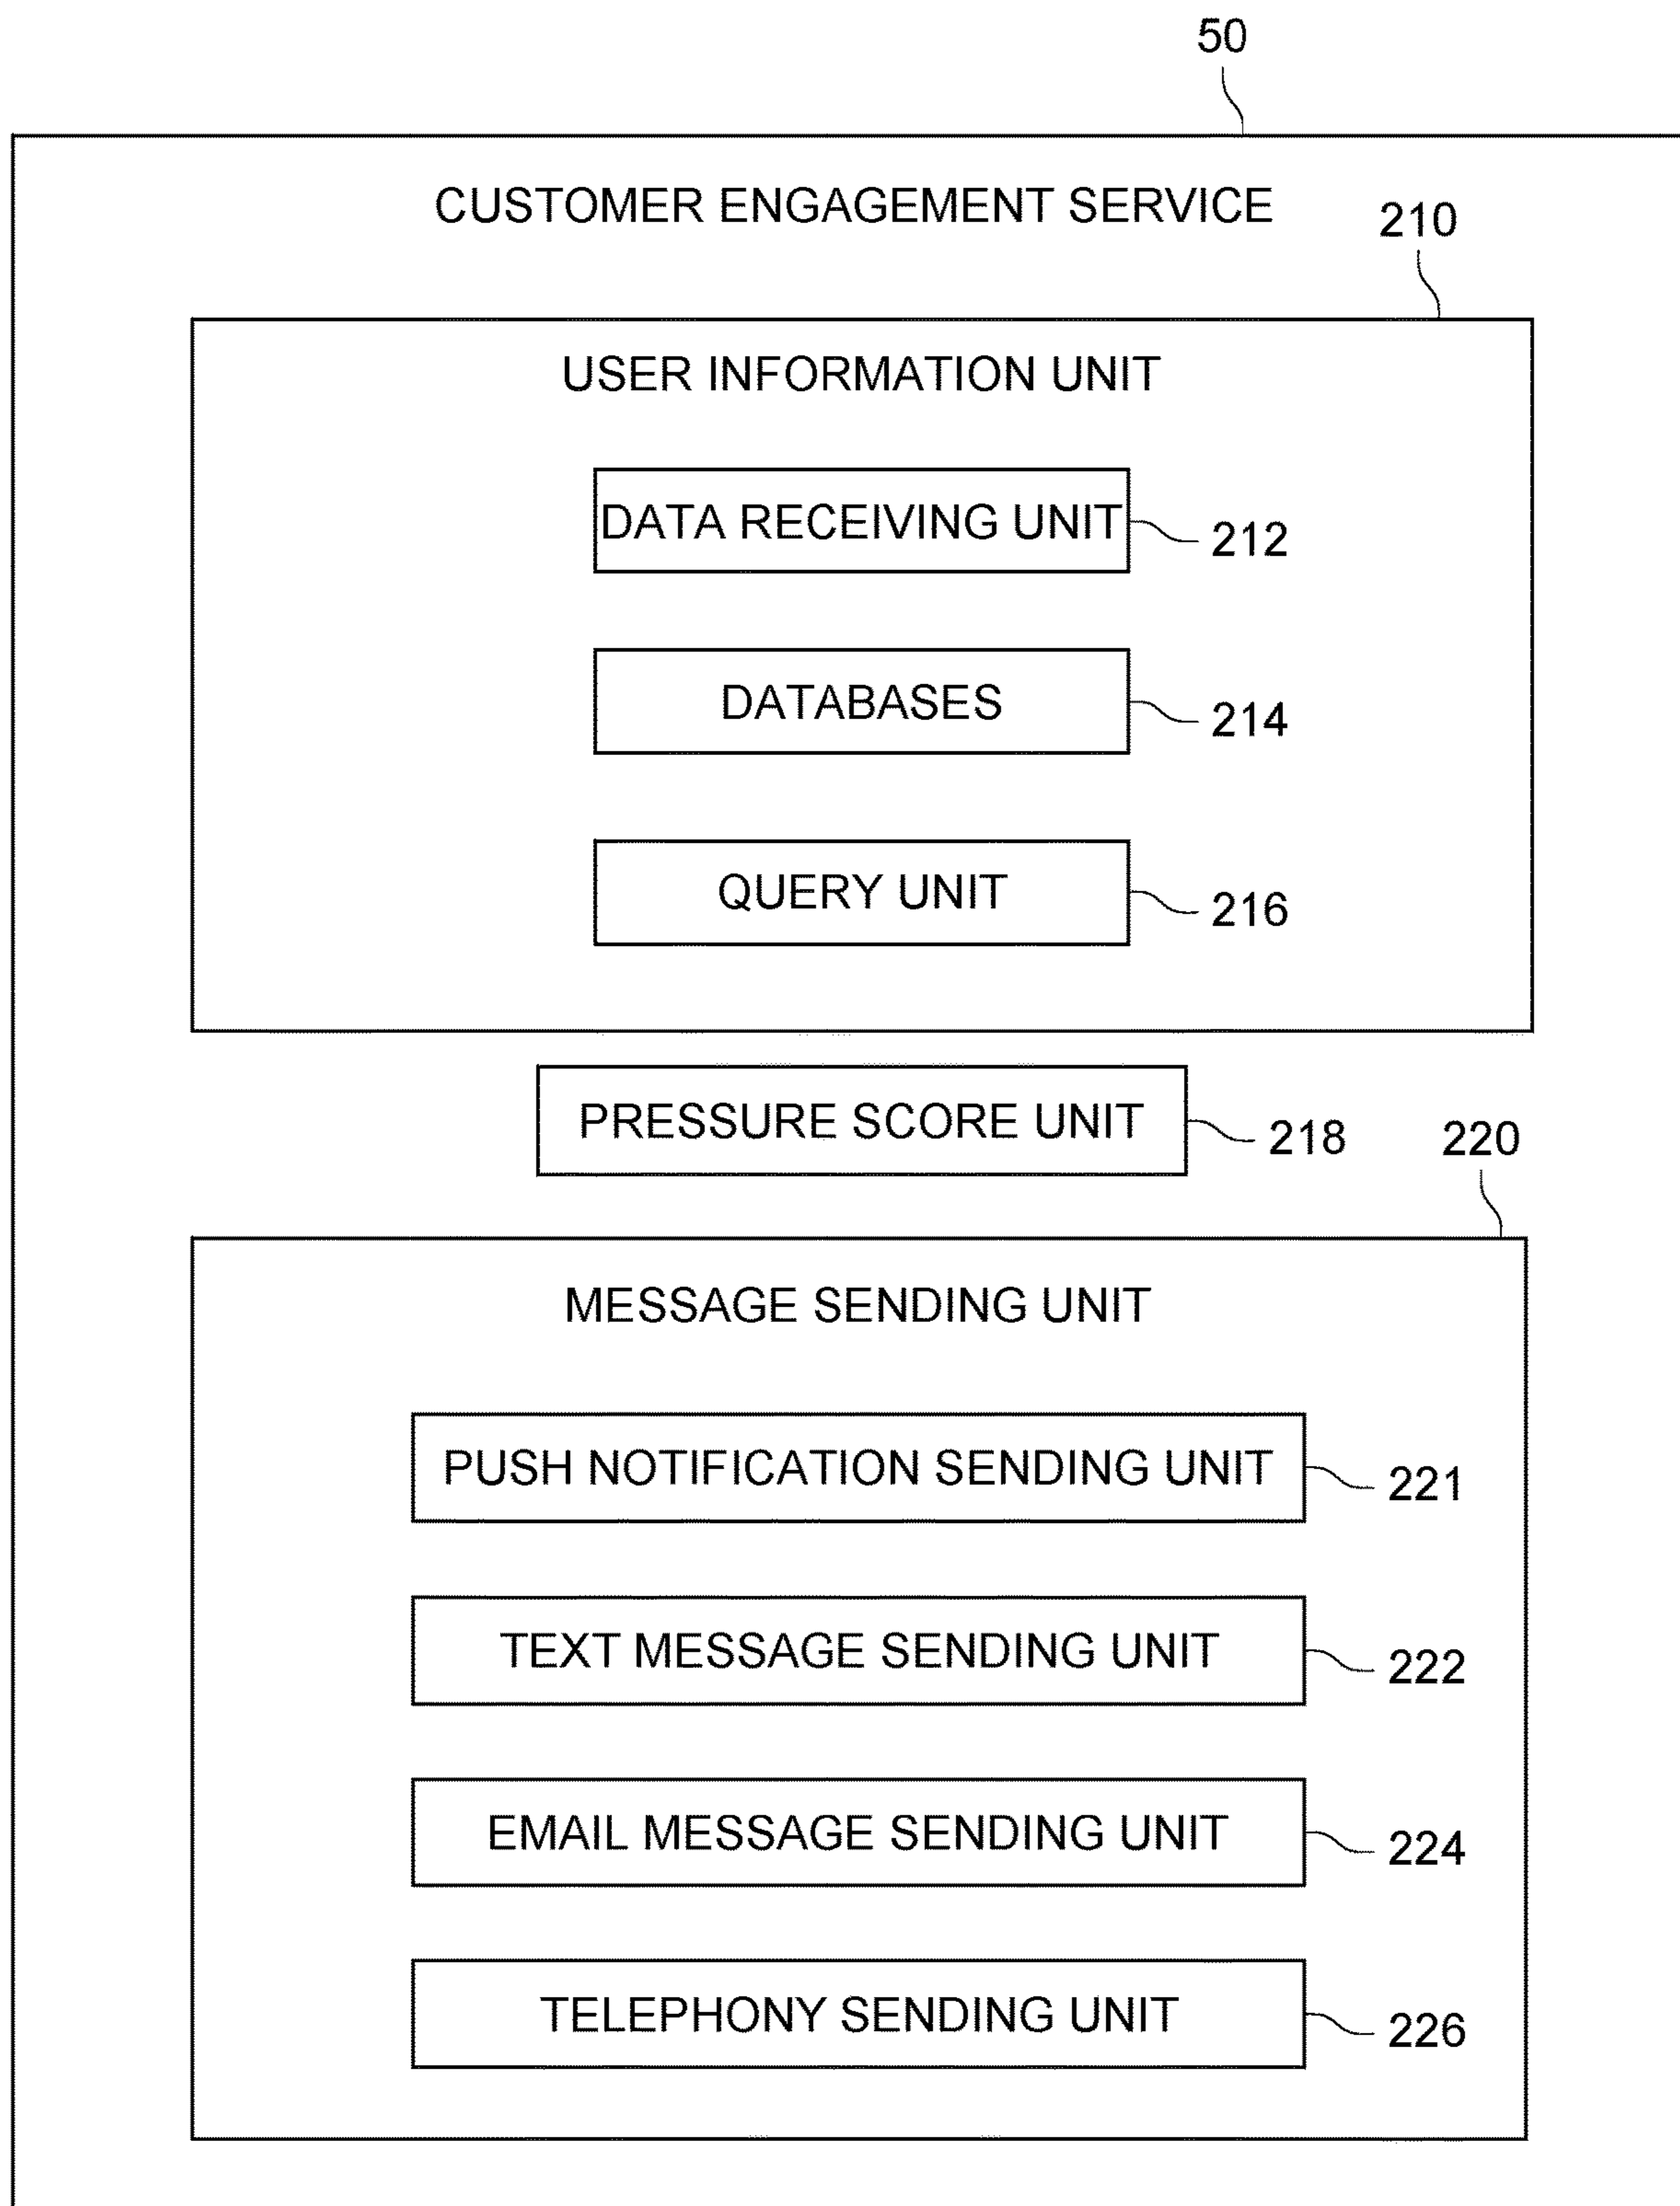 50
CUSTOMER ENGAGEMENT SERVICE
210
USER INFORMATION UNIT
DATA RECEIVING UNIT
212
DATABASES
214
QUERY UNIT
216
PRESSURE SCORE UNIT
218
220
MESSAGE SENDING UNIT
PUSH NOTIFICATION SENDING UNIT
221
TEXT MESSAGE SENDING UNIT
222
EMAIL MESSAGE SENDING UNIT
224
TELEPHONY SENDING UNIT
226